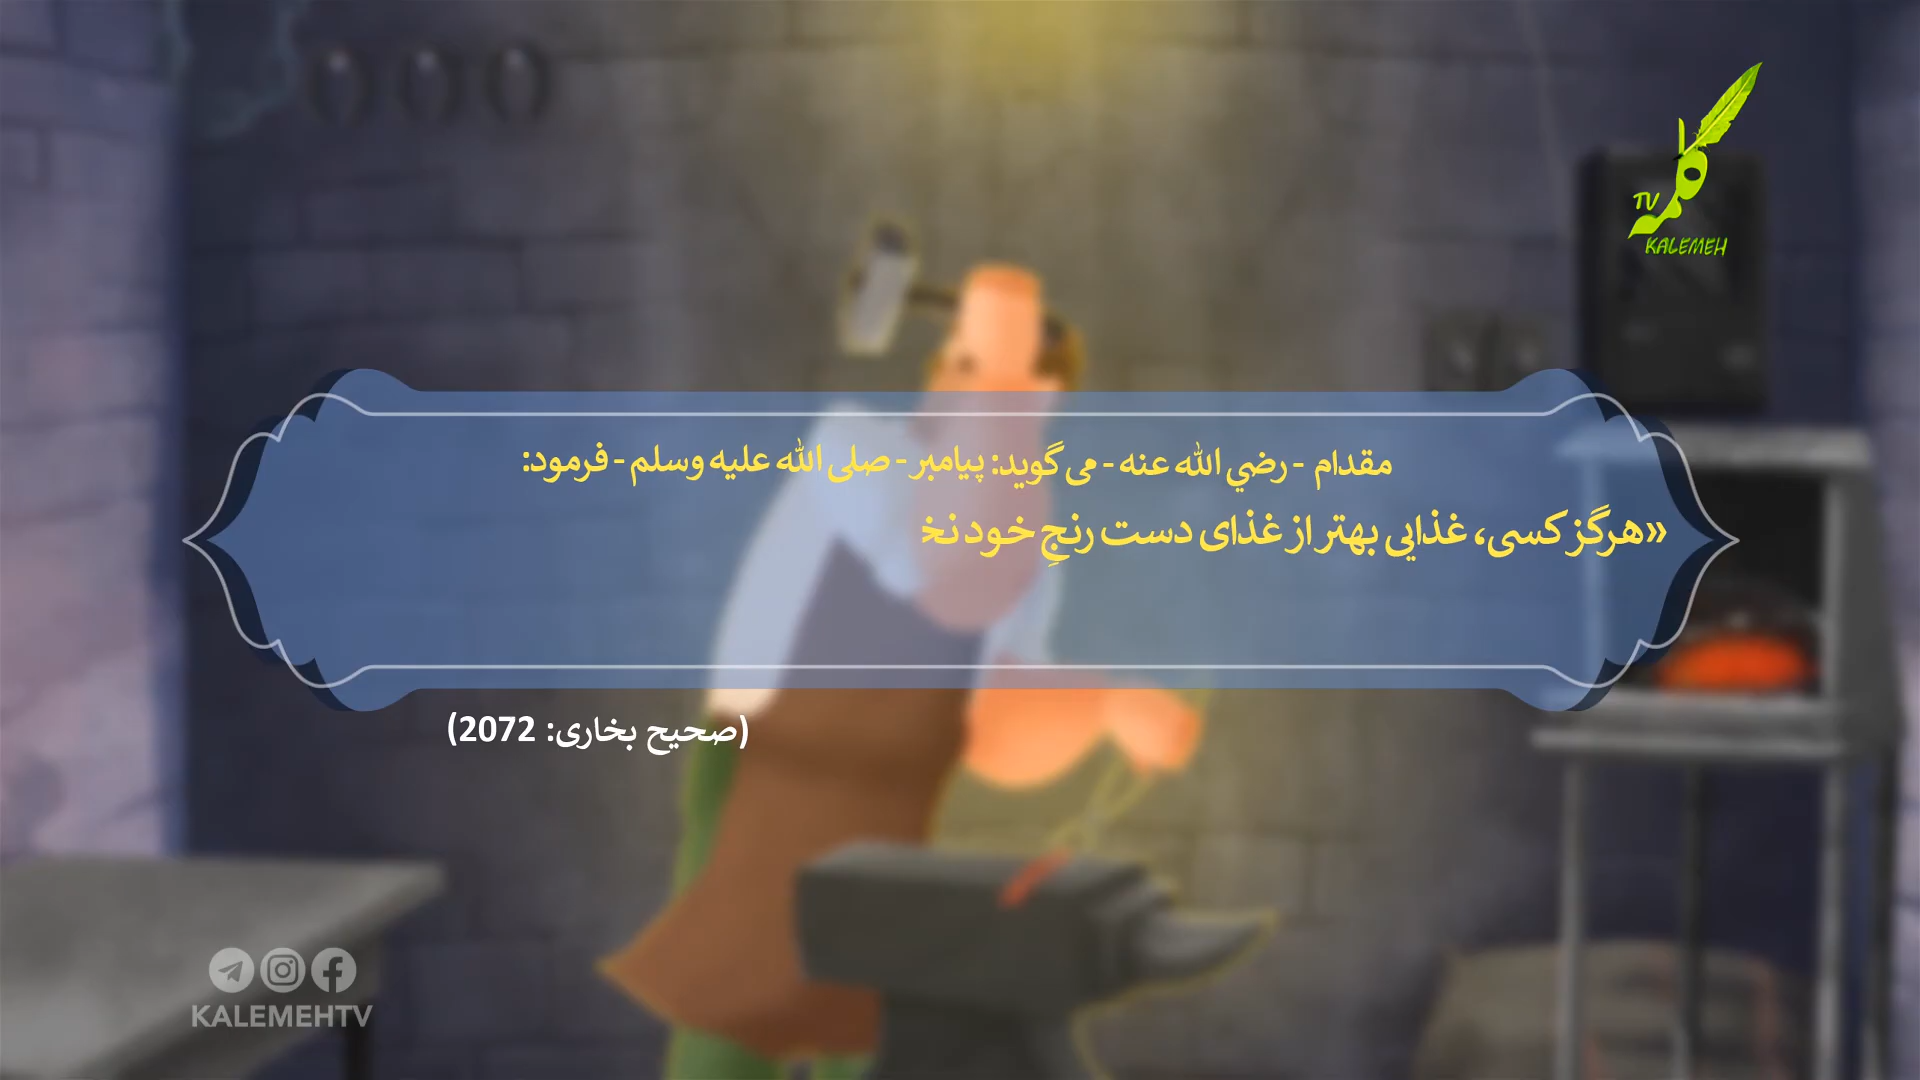 TV
KALEMEH
مقدام - رضي الله عنه - می گوید: پیامبر - صلی الله علیه وسلم - فرمود:
«هرگز کسی، غذایی بهتر از غذای دست رنجِ خود نخ
(صحیح بخاری: 2072)
KALEMEHTV